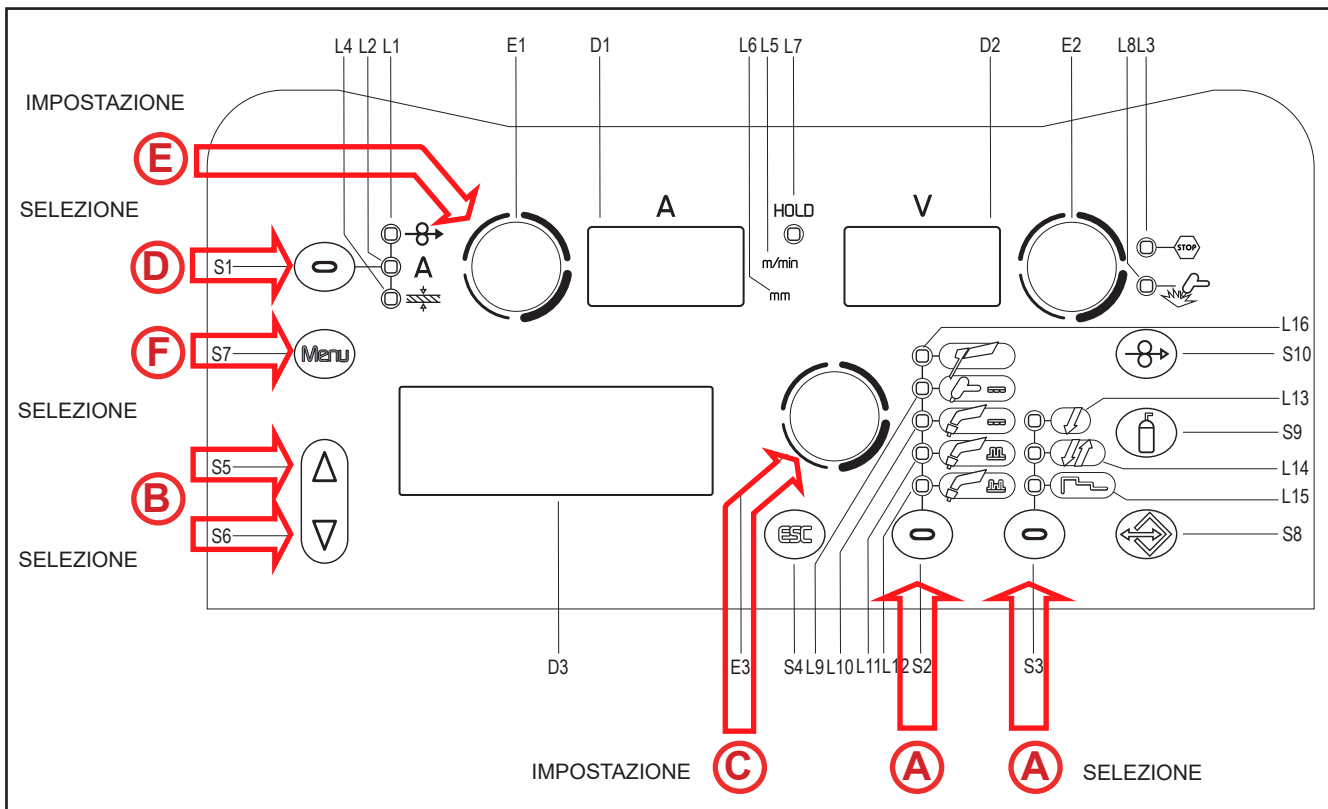 L4 L2 L1 E1 D1 L6 L5 L7 D2 E2 L8 L3
IMPOSTAZIONE
E
A HOLD V
SELEZIONE
STOP
D S1 A m/min
mm
L16
F S7 Menu S10
L13
SELEZIONE
S9
B S5 L14
L15
S6 ESC S8
SELEZIONE
D3 E3 S4 L9 L10 L11 L12 S2 S3
IMPOSTAZIONE C A A SELEZIONE